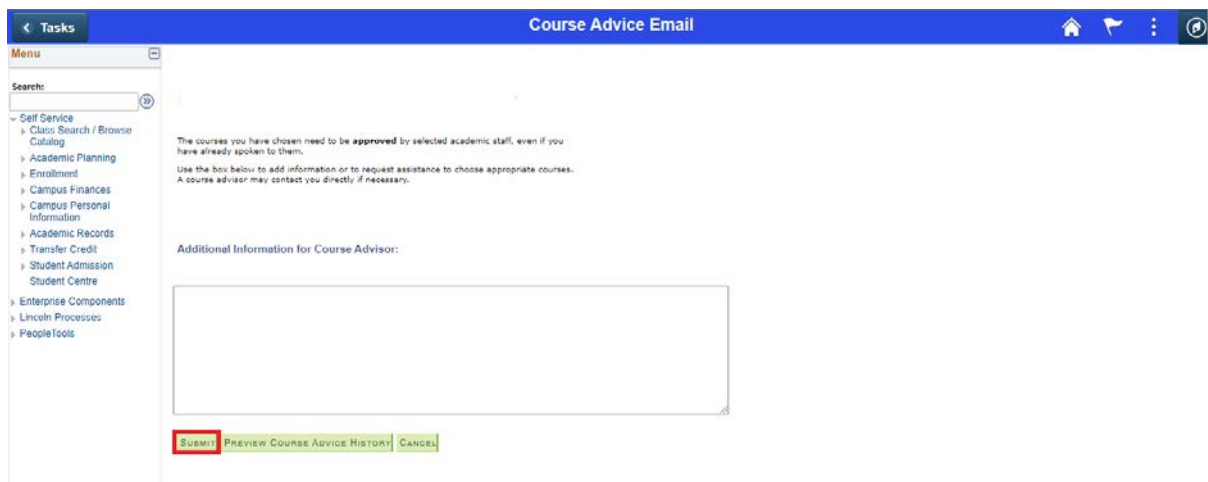 Tasks
Course Advice Email
Menu
Search:
Self Service
Class Search / Browse
Catalog
Academic Planning
Enrollment
Campus Finances
Campus Personal
Information
Academic Records
Transfer Credit
Student Admission
Student Centre
Enterprise Components
Lincoln Processes
PeopleTools
The courses you have chosen need to be approved by selected academic staff, even if you
have already spoken to them.
Use the box below to add information or to request assistance to choose appropriate courses.
A course advisor may contact you directly if necessary.
Additional Information for Course Advisor:
SUBMIT PREVIEW COURSE ADVICE HISTORY CANCEL